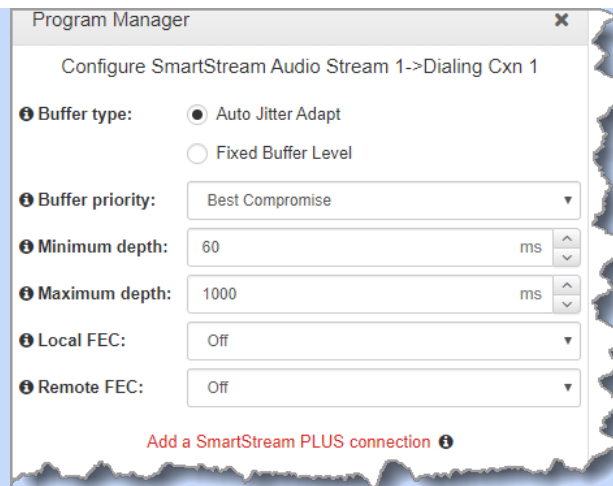 Program Manager ×
Configure SmartStream Audio Stream 1->Dialing Cxn 1
Buffer type: Auto Jitter Adapt
Fixed Buffer Level
Buffer priority: Best Compromise
Minimum depth: 60 ms
Maximum depth: 1000 ms
Local FEC: Off
Remote FEC: Off
Add a SmartStream PLUS connection